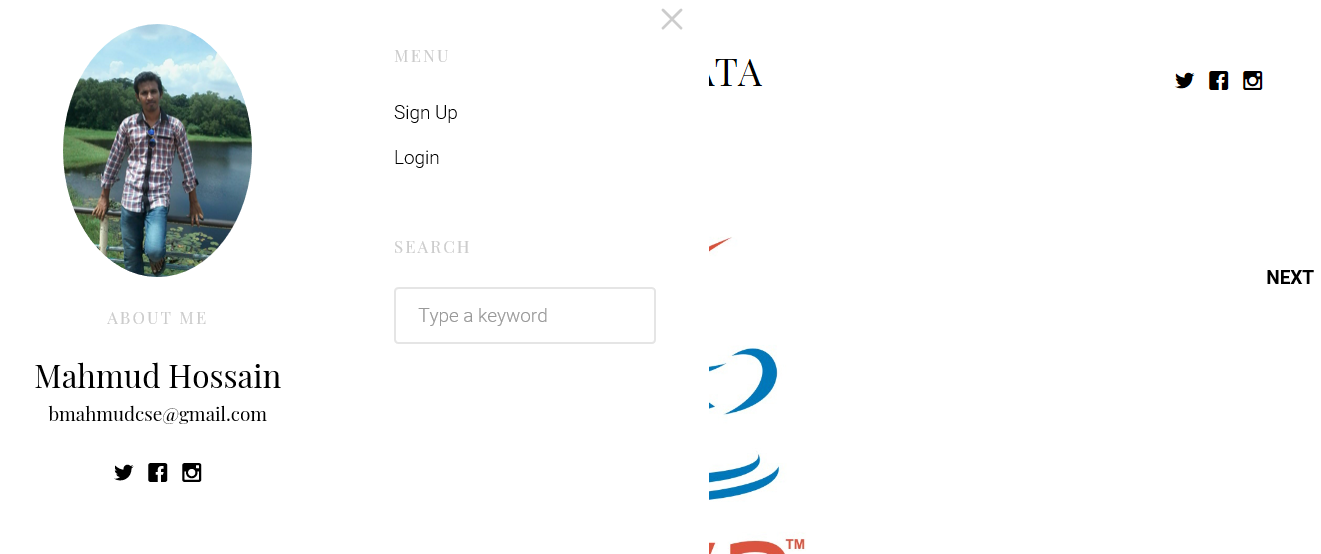 MENU
Sign Up
Login
SEARCH
Type a keyword
ABOUT ME
Mahmud Hossain
bmahmudcse@gmail.com
ATA
NEXT
TM